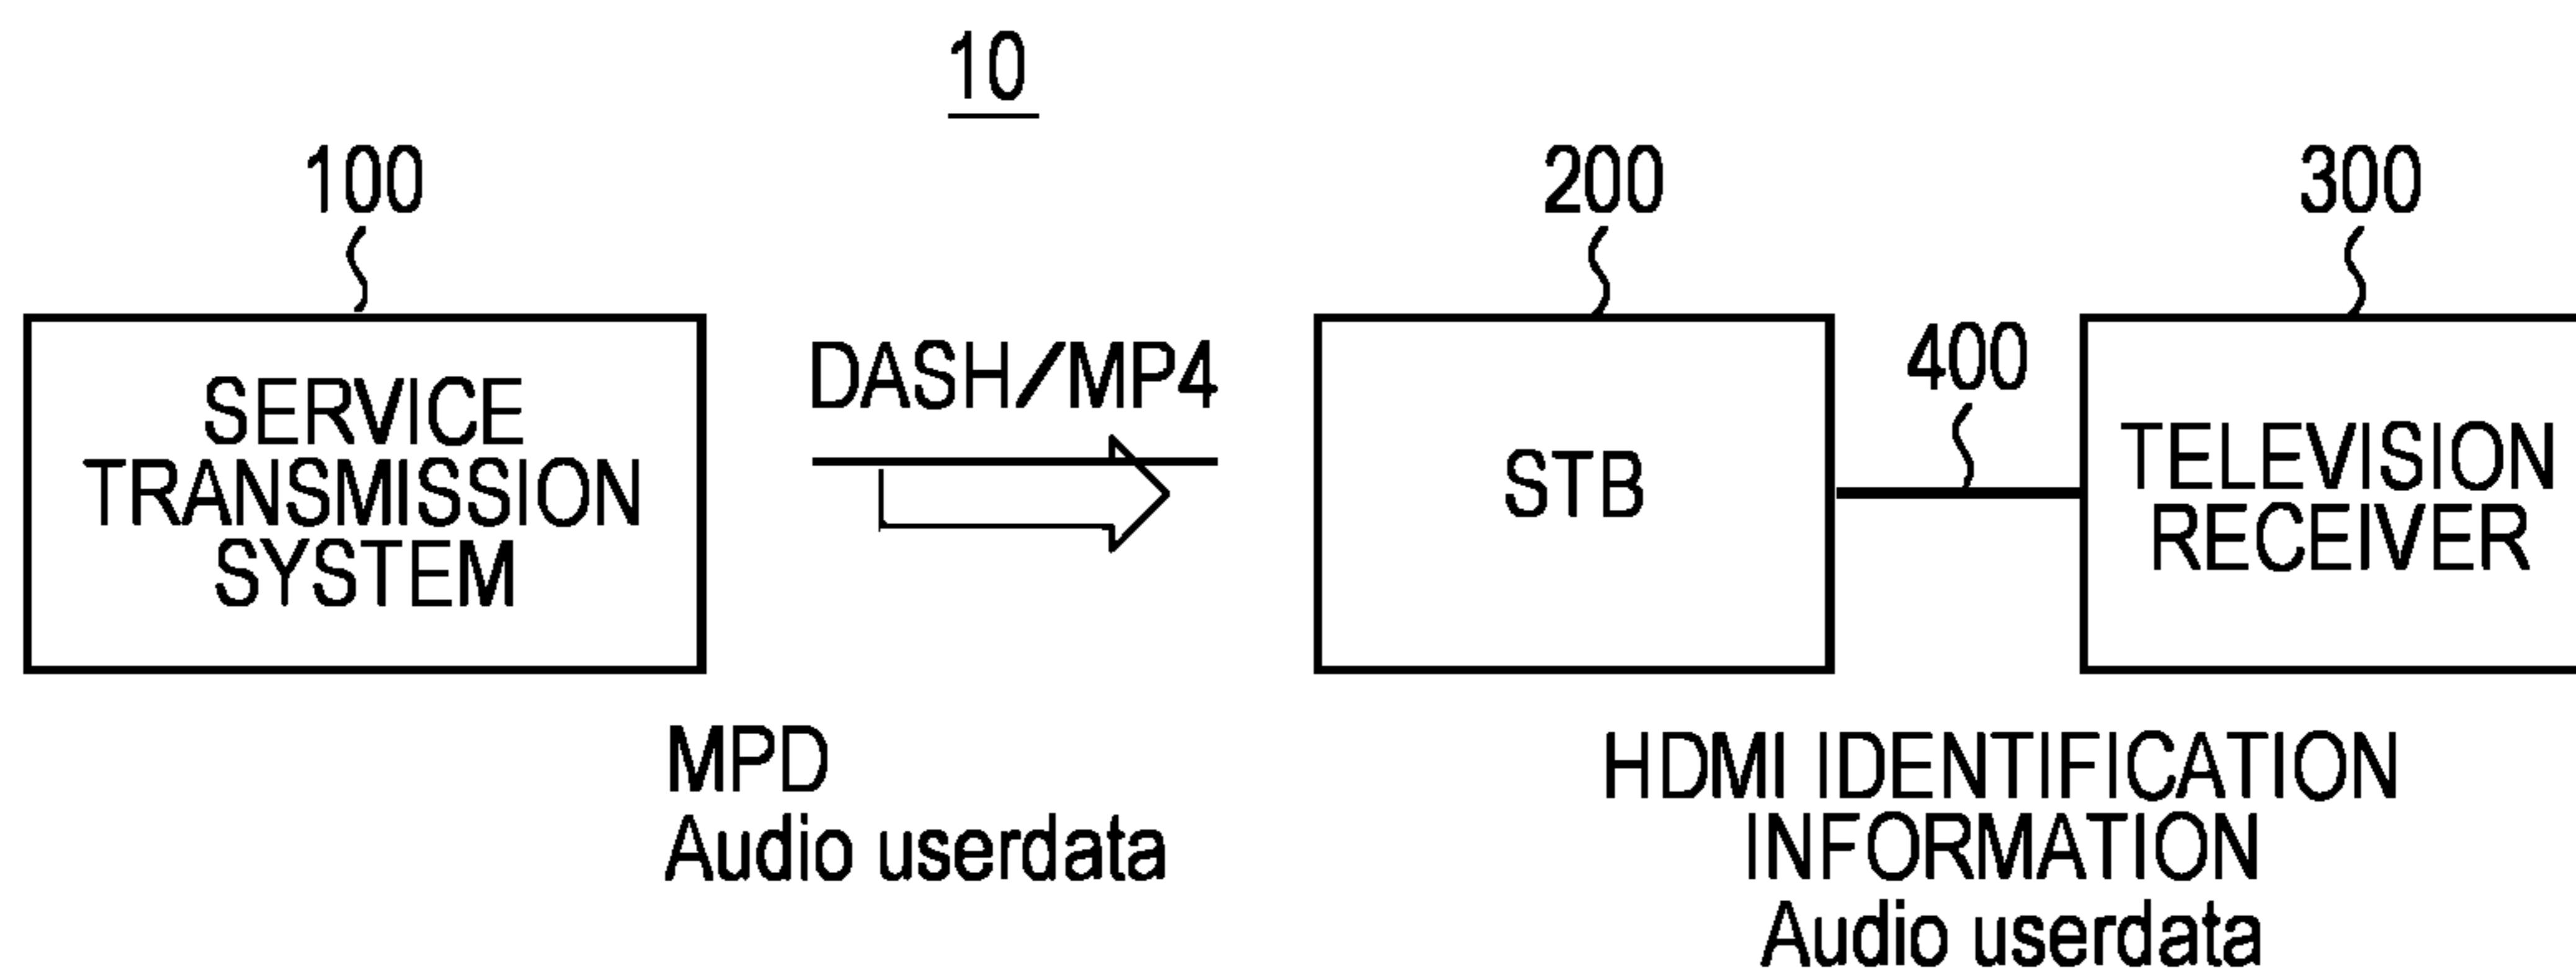 10
100
200
300
400
SERVICE
TRANSMISSION
SYSTEM
DASH/MP4
STB
TELEVISION
RECEIVER
MPD
Audio userdata
HDMI IDENTIFICATION
INFORMATION
Audio userdata